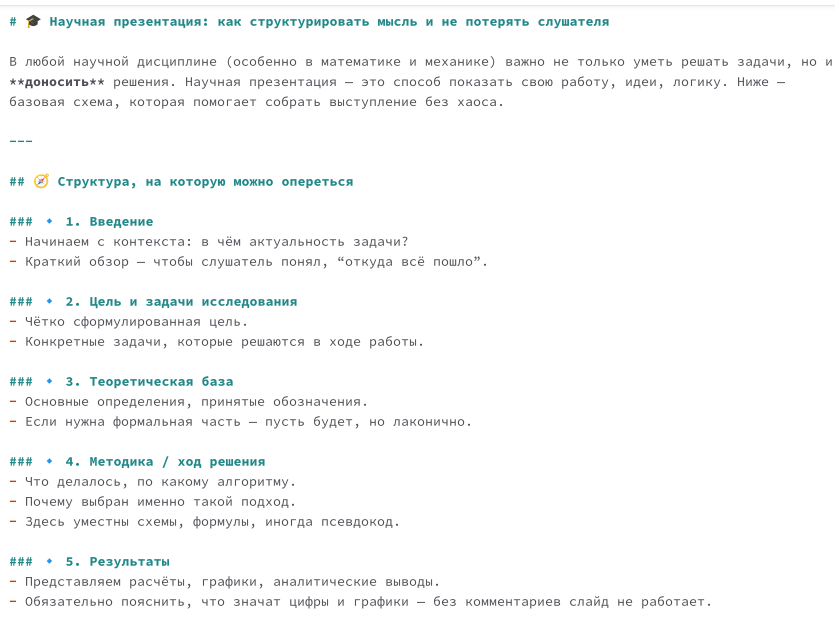 # 🎓 Научная презентация: как структурировать мысль и не потерять слушателя
В любой научной дисциплине (особенно в математике и механике) важно не только уметь решать задачи, но и
**доносить** решения. Научная презентация — это способ показать свою работу, идеи, логику. Ниже —
базовая схема, которая помогает собрать выступление без хаоса.
---
## 🧭 Структура, на которую можно опереться
### 🔹 1. Введение
- Начинаем с контекста: в чём актуальность задачи?
- Краткий обзор — чтобы слушатель понял, “откуда всё пошло”.
### 🔹 2. Цель и задачи исследования
- Чётко сформулированная цель.
- Конкретные задачи, которые решаются в ходе работы.
### 🔹 3. Теоретическая база
- Основные определения, принятые обозначения.
- Если нужна формальная часть — пусть будет, но лаконично.
### 🔹 4. Методика / ход решения
- Что делалось, по какому алгоритму.
- Почему выбран именно такой подход.
- Здесь уместны схемы, формулы, иногда псевдокод.
### 🔹 5. Результаты
- Представляем расчёты, графики, аналитические выводы.
- Обязательно пояснить, что значат цифры и графики — без комментариев слайд не работает.